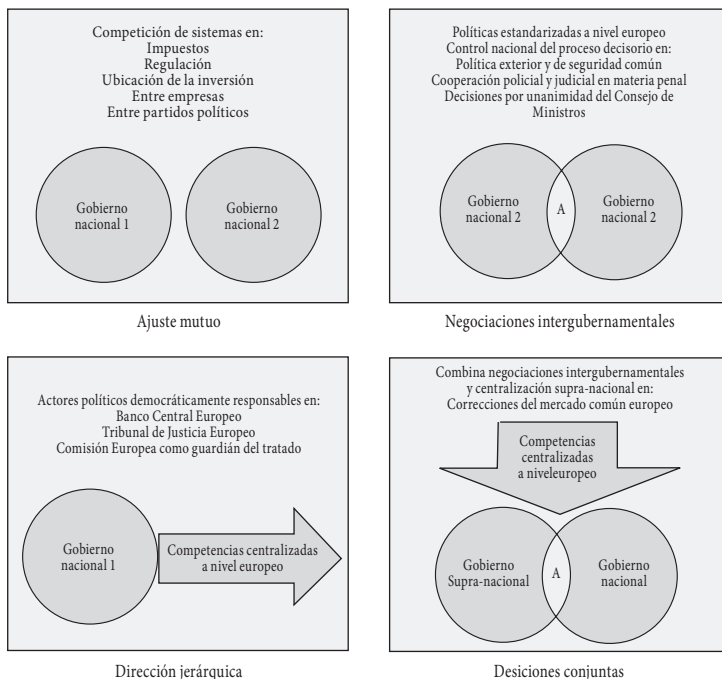 Competición de sistemas en:
Impuestos
Regulación
Ubicación de la inversión
Entre empresas
Entre partidos políticos
Gobierno
nacional 1
Gobierno
nacional 2
Ajuste mutuo
Políticas estandarizadas a nivel europeo
Control nacional del proceso decisorio en:
Política exterior y de seguridad común
Cooperación policial y judicial en materia penal
Decisiones por unanimidad del Consejo de
Ministros
Gobierno
nacional 2
A
Gobierno
nacional 2
Negociaciones intergubernamentales
Actores políticos democráticamente responsables en:
Banco Central Europeo
Tribunal de Justicia Europeo
Comisión Europea como guardián del tratado
Gobierno
nacional 1
Competencias centralizadas
a nivel europeo
Dirección jerárquica
Combina negociaciones intergubernamentales
y centralización supra-nacional en:
Correcciones del mercado común europeo
Competencias
centralizadas
a niveleuropeo
Gobierno
Supra-nacional
A
Gobierno
nacional
Desiciones conjuntas